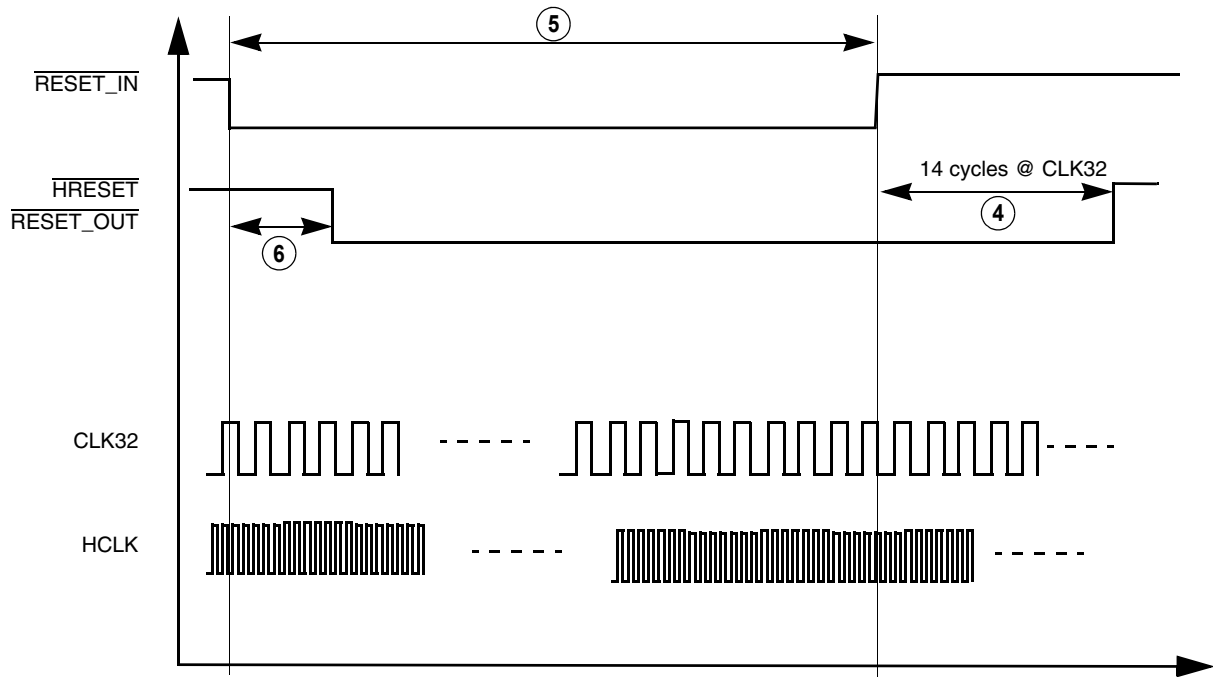 5
RESET_IN
14 cycles @ CLK32
HRESET
4
RESET_OUT
6
CLK32
HCLK